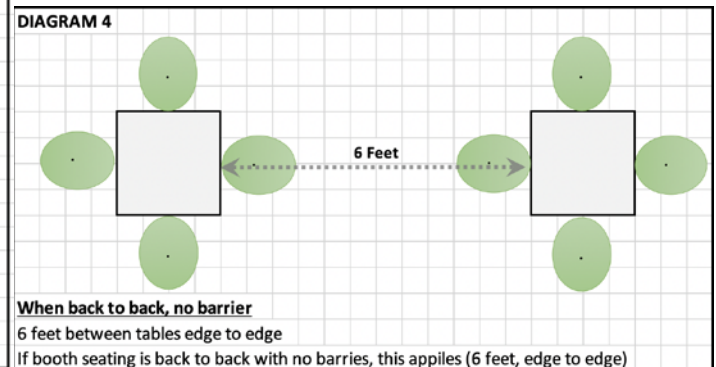 DIAGRAM 4
6 Feet
When back to back, no barrier
6 feet between tables edge to edge
If booth seating is back to back with no barries, this appiles (6 feet, edge to edge)